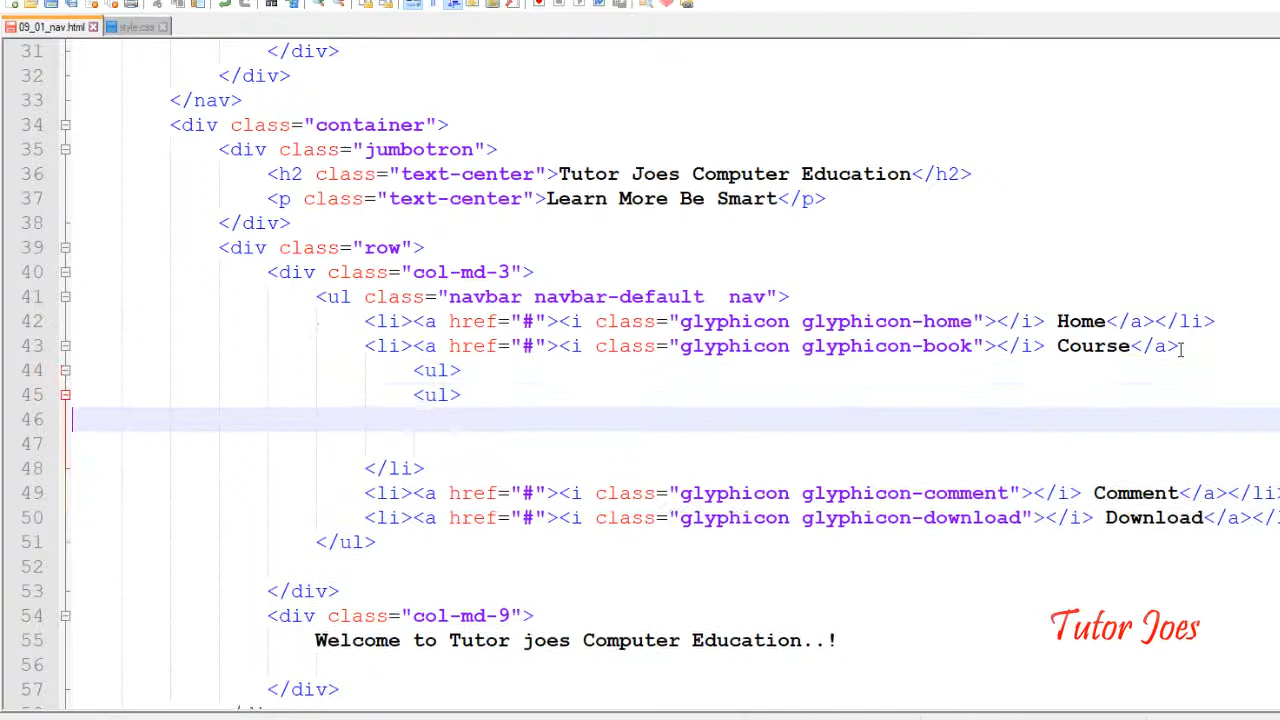 09_01_nav.html style.css
31 </div>
32 </div>
33 </nav>
34 <div class="container">
35 <div class="jumbotron">
36 <h2 class="text-center">Tutor Joes Computer Education</h2>
37 <p class="text-center">Learn More Be Smart</p>
38 </div>
39 <div class="row">
40 <div class="col-md-3">
41 <ul class="navbar navbar-default  nav">
42 <li><a href="#"><i class="glyphicon glyphicon-home"></i> Home</a></li>
43 <li><a href="#"><i class="glyphicon glyphicon-book"></i> Course</a>
44 <ul>
45 <ul>
46
47
48 </li>
49 <li><a href="#"><i class="glyphicon glyphicon-comment"></i> Comment</a></li
50 <li><a href="#"><i class="glyphicon glyphicon-download"></i> Download</a></l
51 </ul>
52
53 </div>
54 <div class="col-md-9">
55 Welcome to Tutor joes Computer Education..!
56
57 </div>
Tutor Joes